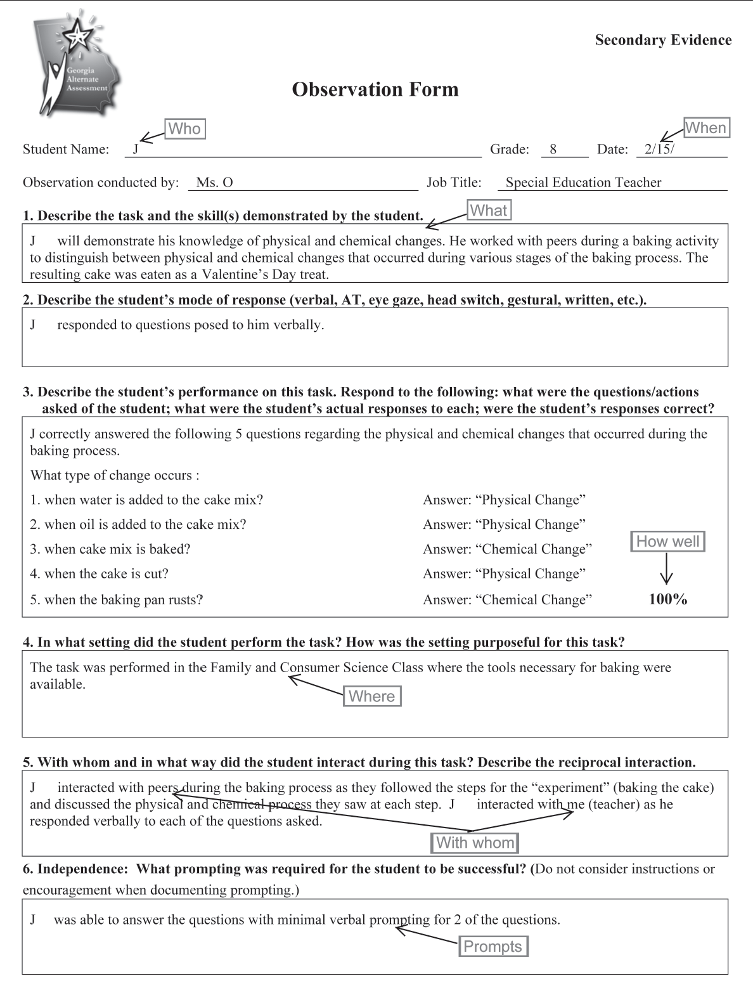 Georgia
Alternate
Assessment
Secondary Evidence
Observation Form
Who
When
Student Name: J Grade: 8 Date: 2/15/
Observation conducted by: Ms. O Job Title: Special Education Teacher
What
1. Describe the task and the skill(s) demonstrated by the student.
J will demonstrate his knowledge of physical and chemical changes. He worked with peers during a baking activity
to distinguish between physical and chemical changes that occurred during various stages of the baking process. The
resulting cake was eaten as a Valentine’s Day treat.
2. Describe the student’s mode of response (verbal, AT, eye gaze, head switch, gestural, written, etc.).
J responded to questions posed to him verbally.
3. Describe the student’s performance on this task. Respond to the following: what were the questions/actions
asked of the student; what were the student’s actual responses to each; were the student’s responses correct?
J correctly answered the following 5 questions regarding the physical and chemical changes that occurred during the
baking process.
What type of change occurs :
1. when water is added to the cake mix? Answer: “Physical Change”
2. when oil is added to the cake mix? Answer: “Physical Change”
How well
3. when cake mix is baked? Answer: “Chemical Change”
4. when the cake is cut? Answer: “Physical Change”
5. when the baking pan rusts? Answer: “Chemical Change” 100%
4. In what setting did the student perform the task? How was the setting purposeful for this task?
The task was performed in the Family and Consumer Science Class where the tools necessary for baking were
available.
Where
5. With whom and in what way did the student interact during this task? Describe the reciprocal interaction.
J interacted with peers during the baking process as they followed the steps for the “experiment” (baking the cake)
and discussed the physical and chemical process they saw at each step. J interacted with me (teacher) as he
responded verbally to each of the questions asked.
With whom
6. Independence: What prompting was required for the student to be successful? (Do not consider instructions or
encouragement when documenting prompting.)
J was able to answer the questions with minimal verbal prompting for 2 of the questions.
Prompts